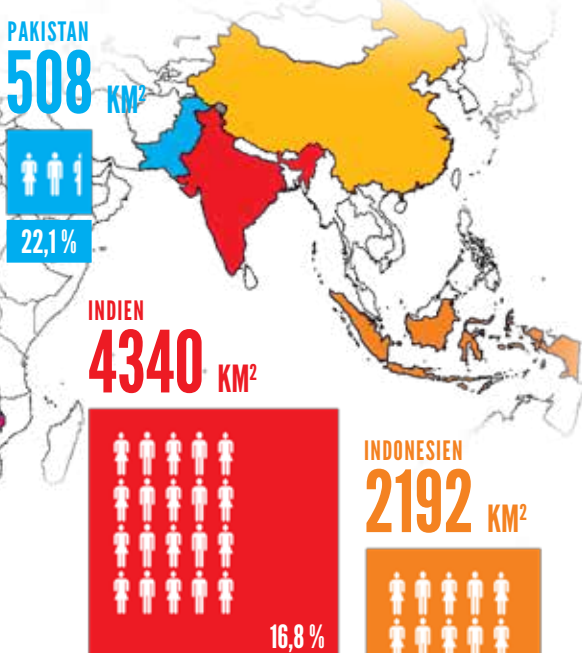 PAKISTAN
508 KM²
22,1 %
INDIEN
4340 KM²
16,8 %
INDONESIEN
2192 KM²